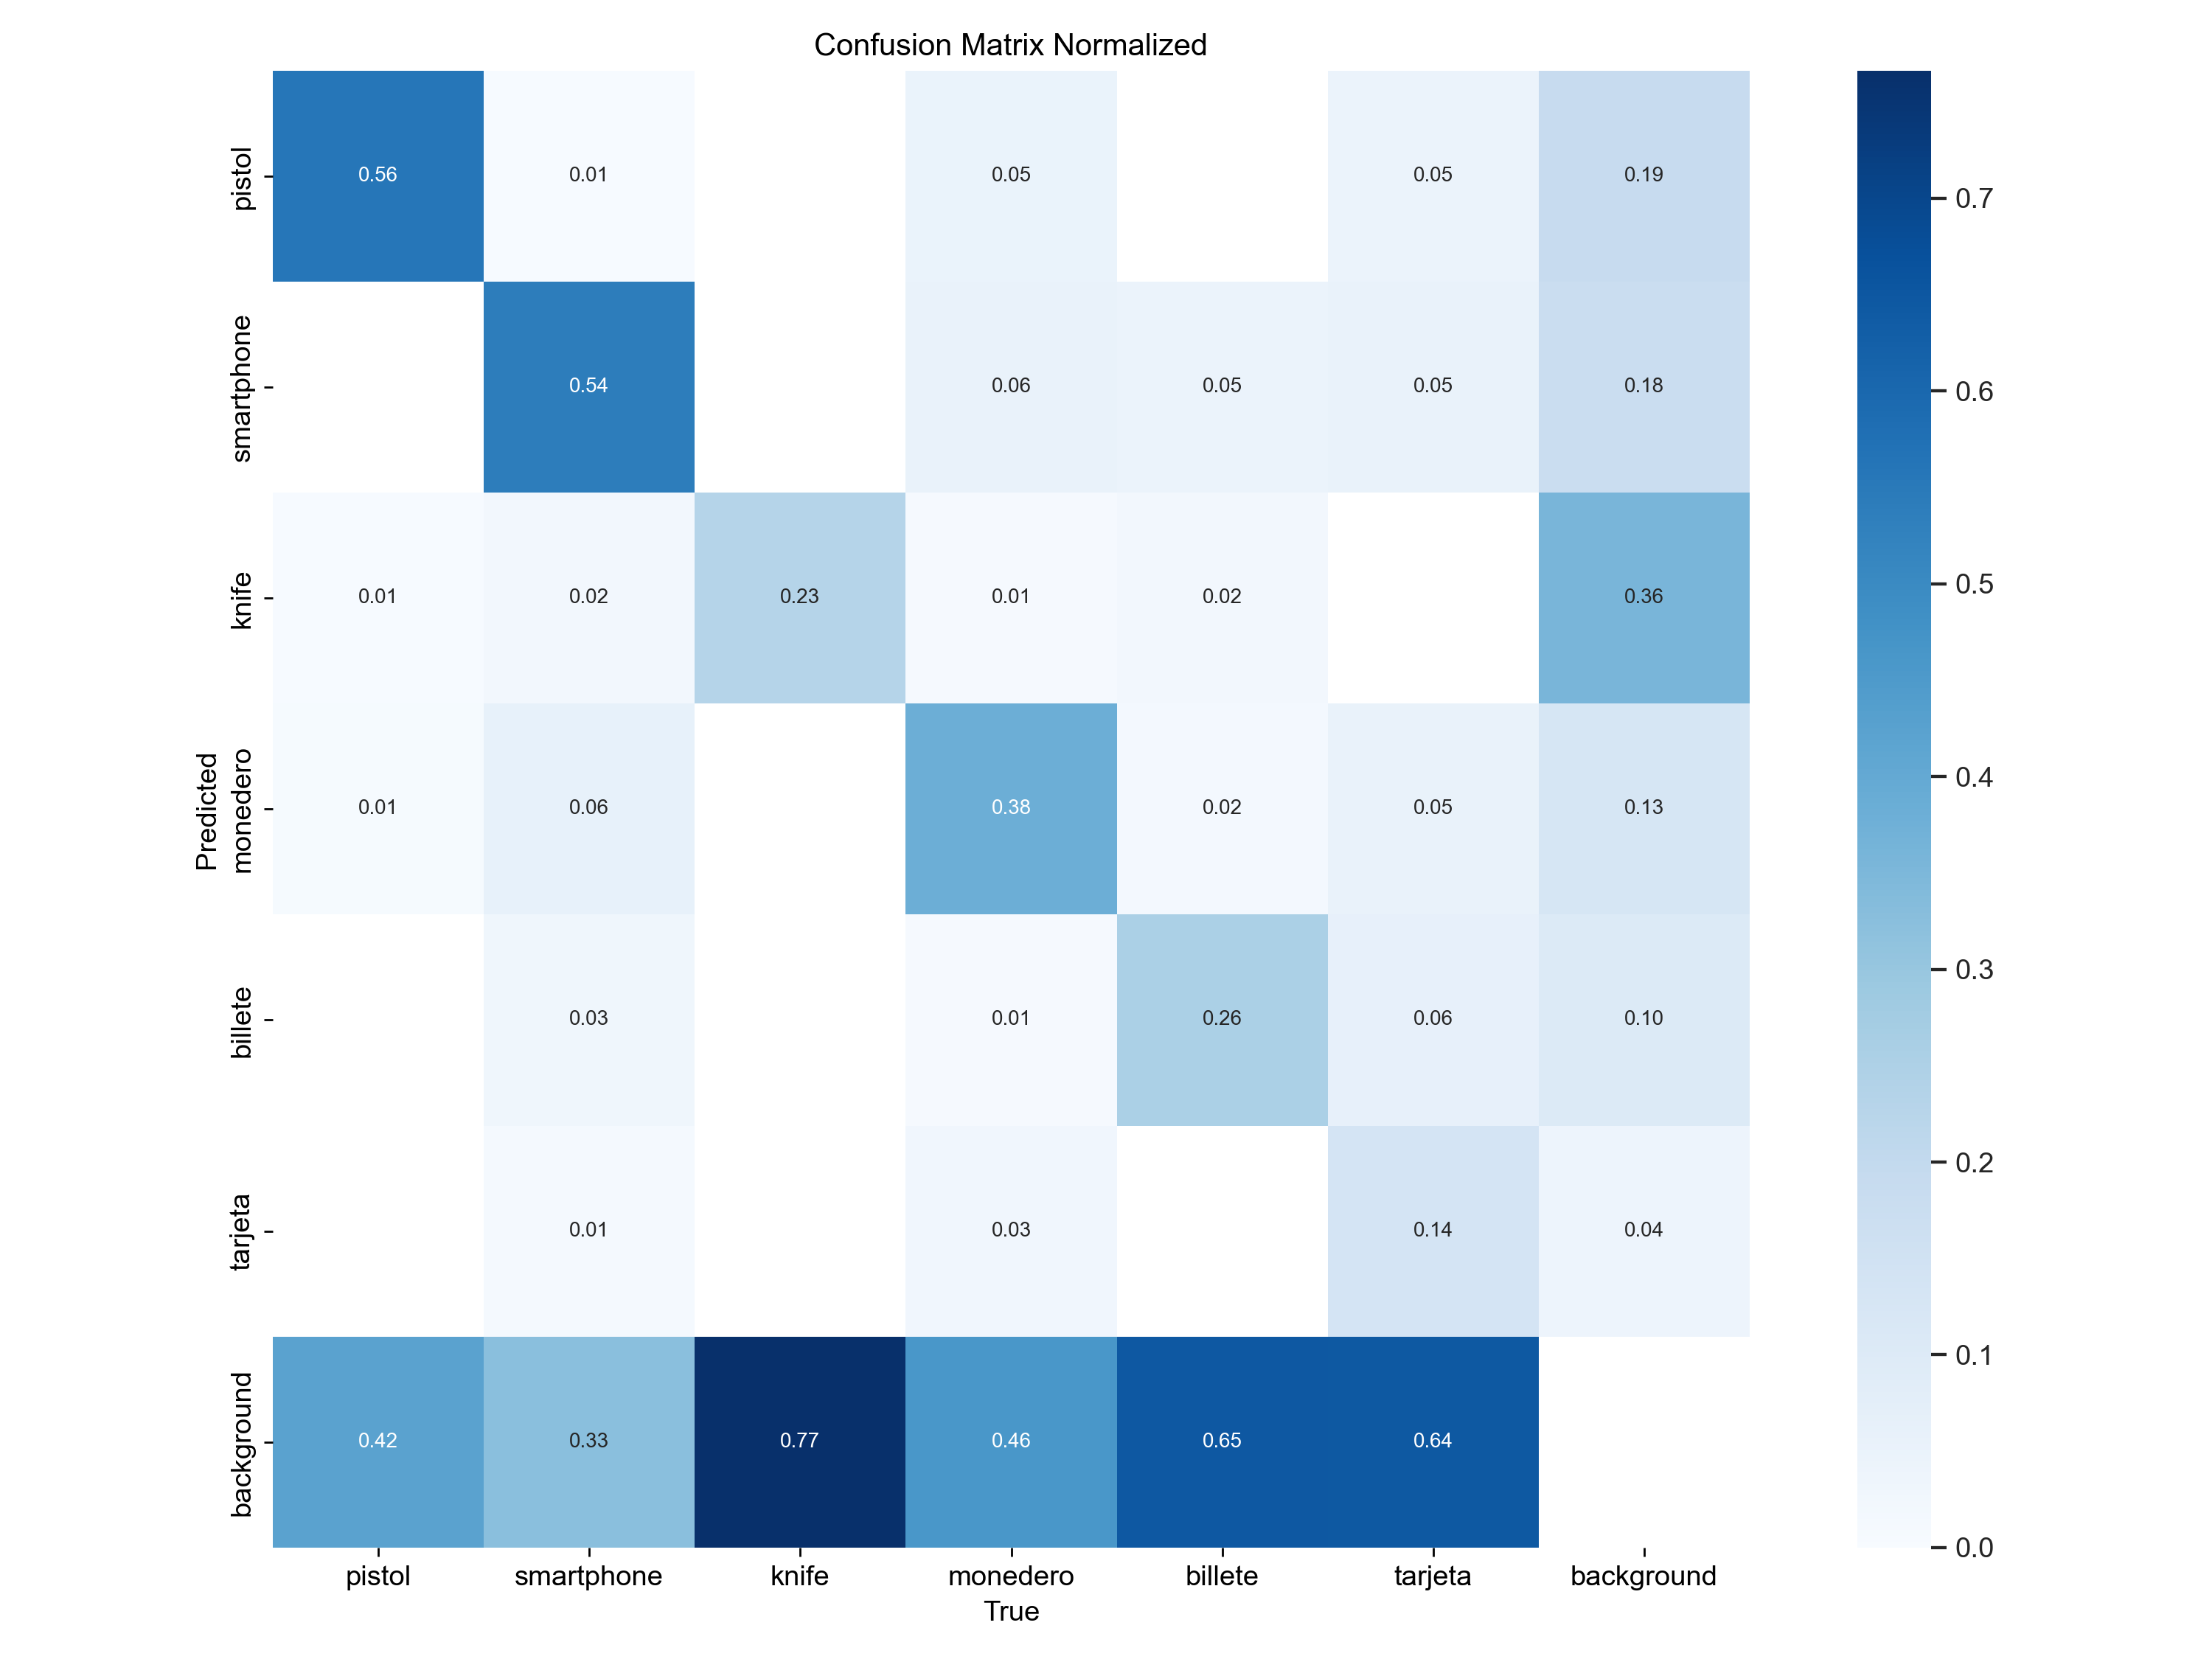 Confusion Matrix Normalized
pistol
0.56
0.01
0.05
0.05
0.19
smartphone
0.54
0.06
0.05
0.05
0.18
knife
0.01
0.02
0.23
0.01
0.02
0.36
Predicted
monedero
0.01
0.06
0.38
0.02
0.05
0.13
billete
0.03
0.01
0.26
0.06
0.10
tarjeta
0.01
0.03
0.14
0.04
background
0.42
0.33
0.77
0.46
0.65
0.64
pistol
smartphone
knife
monedero
billete
tarjeta
background
True
0.7
0.6
0.5
0.4
0.3
0.2
0.1
0.0